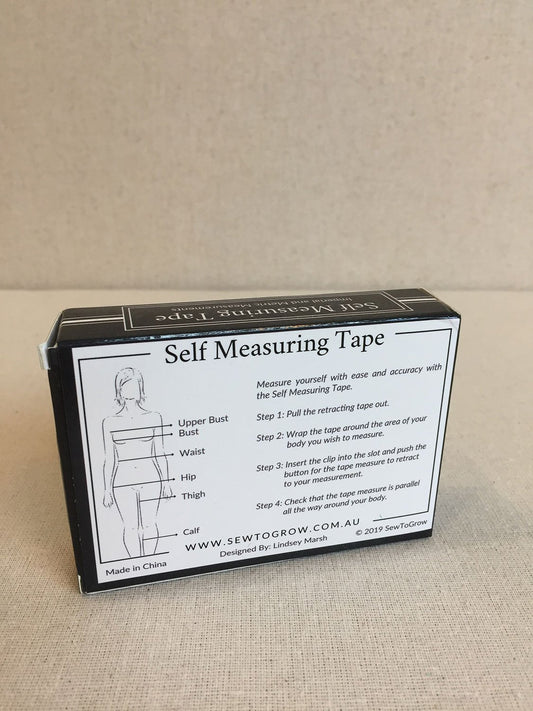 Self Measuring Tape
Imperial and Metric Measurements
Self Measuring Tape
Measure yourself with ease and accuracy with
the Self Measuring Tape.
Step 1: Pull the retracting tape out.
Step 2: Wrap the tape around the area of your
body you wish to measure.
Step 3: Insert the clip into the slot and push the
button for the tape measure to retract
to your measurement.
Step 4: Check that the tape measure is parallel
all the way around your body.
Upper Bust
Bust
Waist
Hip
Thigh
Calf
WWW.SEWTOGROW.COM.AU
Designed By: Lindsey Marsh
© 2019 SewToGrow
Made in China